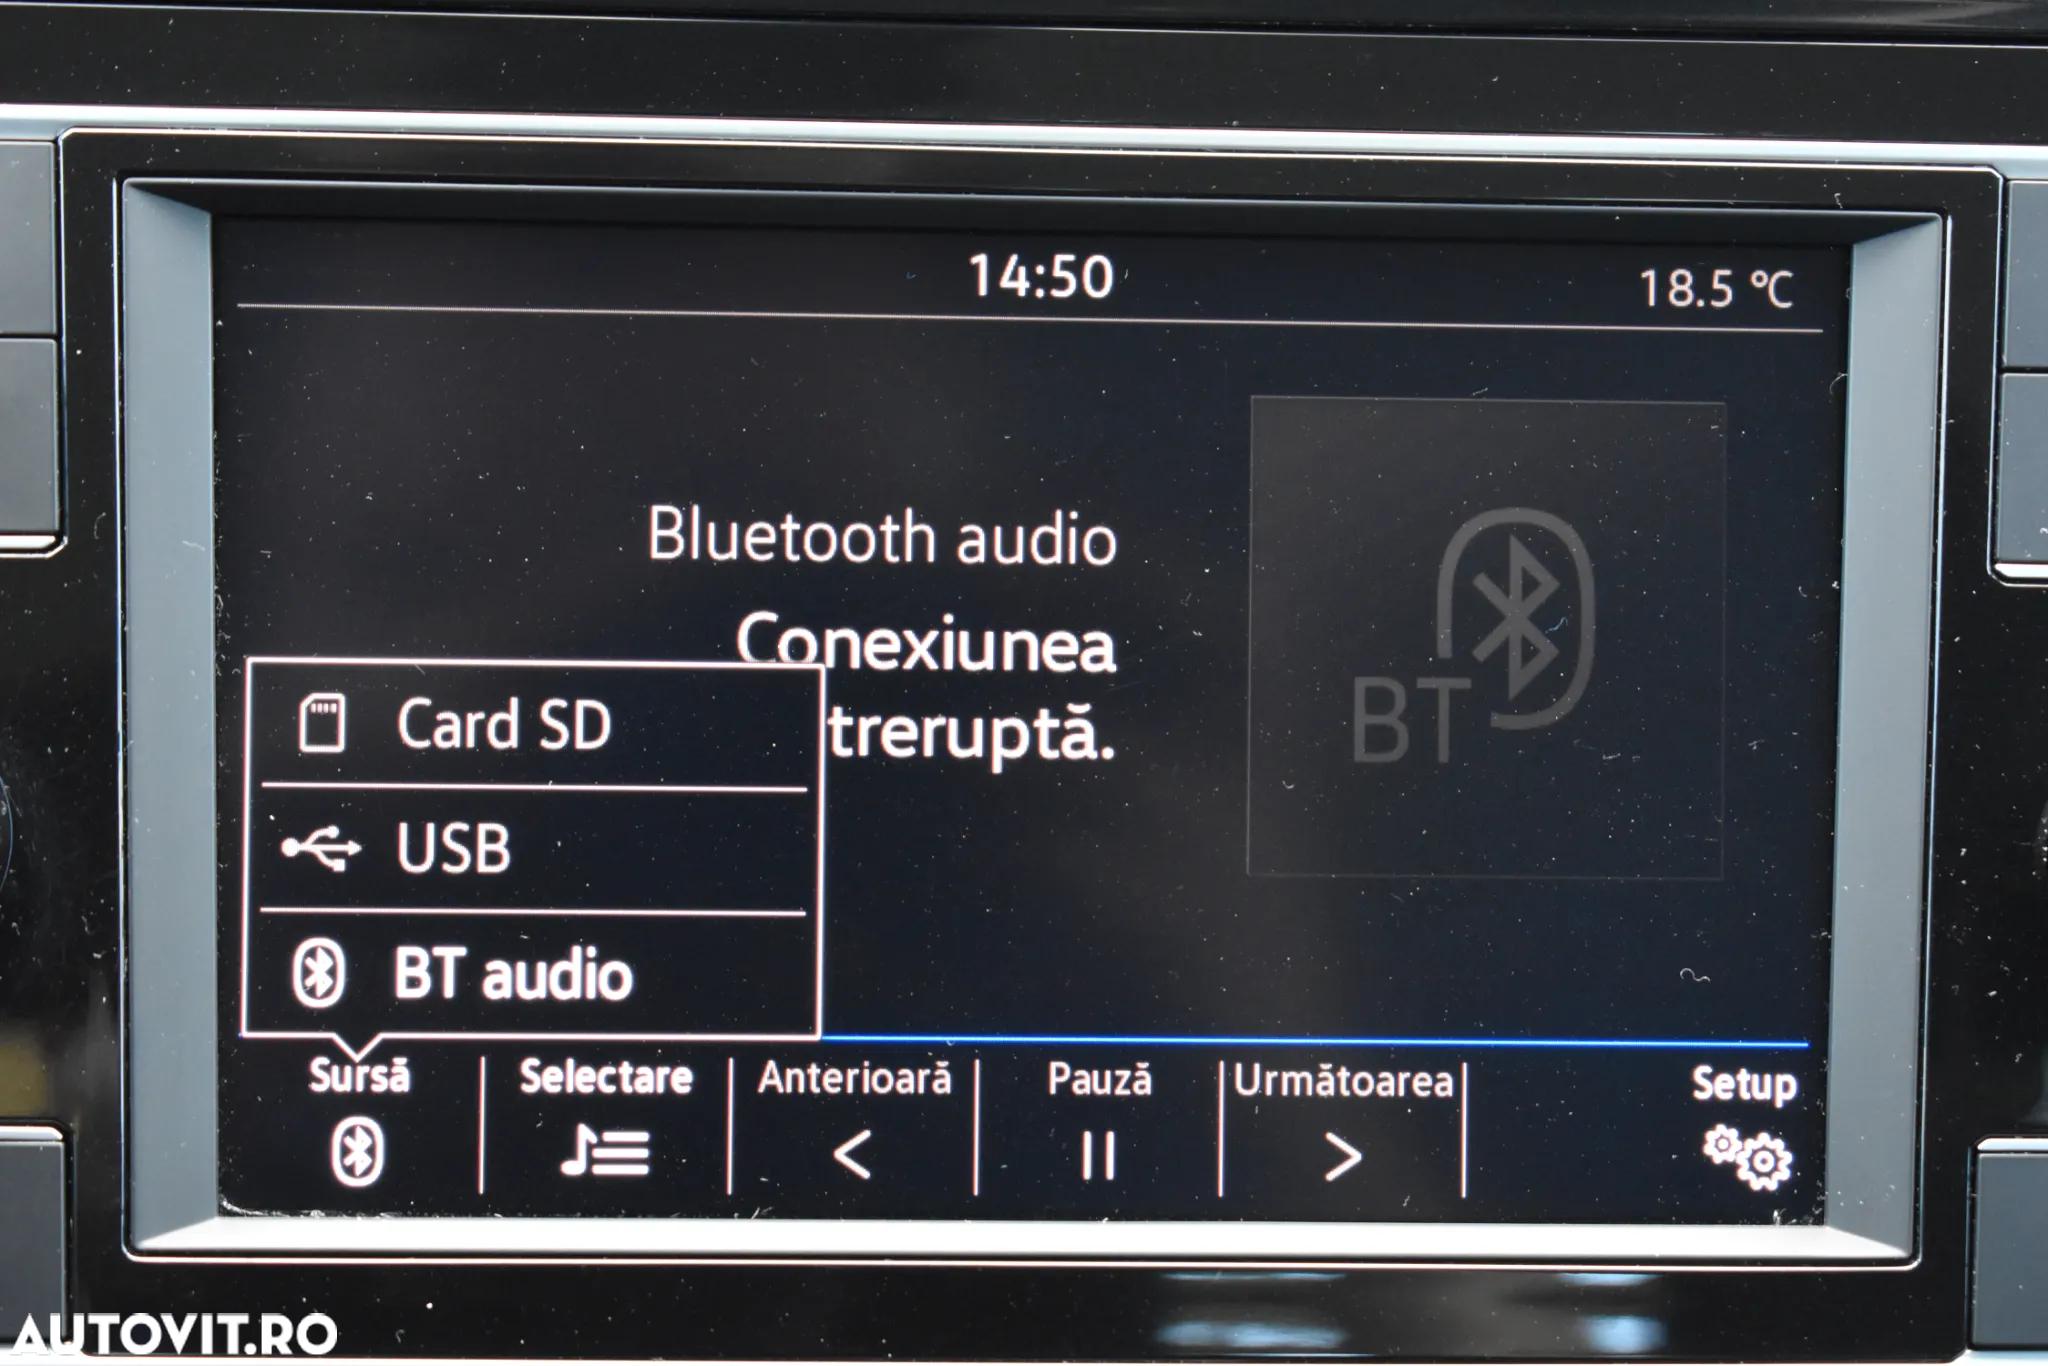 14:50
18.5 °C
Bluetooth audio
Conexiunea
treruptă.
BT
Card SD
USB
BT audio
Sursă
Selectare
Anterioară
Pauză
Următoarea
Setup
AUTOVIT.RO